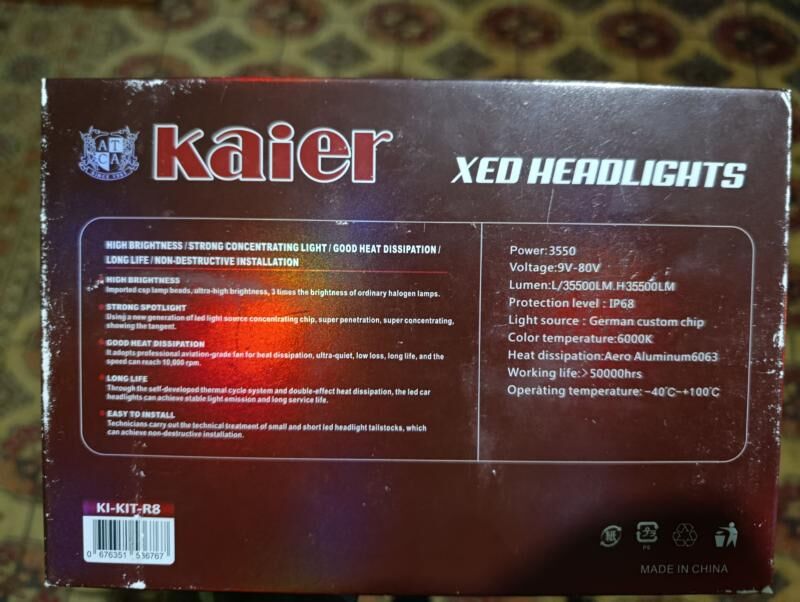 ATCA
SINCE
Kaier
XED HEADLIGHTS
HIGH BRIGHTNESS / STRONG CONCENTRATING LIGHT / GOOD HEAT DISSIPATION /
LONG LIFE / NON-DESTRUCTIVE INSTALLATION
HIGH BRIGHTNESS
Imported csp lamp beads, ultra-high brightness, 3 times the brightness of ordinary halogen lamps.
STRONG SPOTLIGHT
Using a new generation of led light source concentrating chip, super penetration, super concentrating,
showing the tangent.
GOOD HEAT DISSIPATION
It adopts professional aviation-grade fan for heat dissipation, ultra-quiet, low loss, long life, and the
speed can reach 10,000 rpm.
LONG LIFE
Through the self-developed thermal cycle system and double-effect heat dissipation, the led car
headlights can achieve stable light emission and long service life.
EASY TO INSTALL
Technicians carry out the technical treatment of small and short led headlight tailstocks, which
can achieve non-destructive installation.
Power:3550
Voltage:9V-80V
Lumen:L/35500LM.H35500LM
Protection level : IP68
Light source : German custom chip
Color temperature:6000K
Heat dissipation:Aero Aluminum6063
Working life:>50000hrs
Operating temperature: -40℃~+100℃
KI-KIT-R8
0 676351 536767
PE
MADE IN CHINA